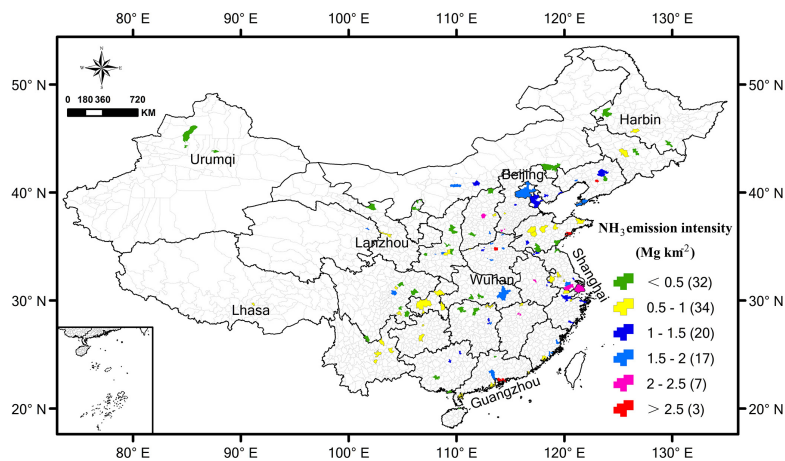 80° E 90° E 100° E 110° E 120° E 130° E
N
W E
S
50° N 50° N
0 180 360 720
KM
Harbin
Urumqi
Beijing
40° N 40° N
Lanzhou
NH₃ emission intensity
(Mg km⁻²)
Wuhan
Shanghai
Lhasa
30° N 30° N
< 0.5 (32)
0.5 - 1 (34)
1 - 1.5 (20)
1.5 - 2 (17)
2 - 2.5 (7)
> 2.5 (3)
Guangzhou
20° N 20° N
80° E 90° E 100° E 110° E 120° E 130° E